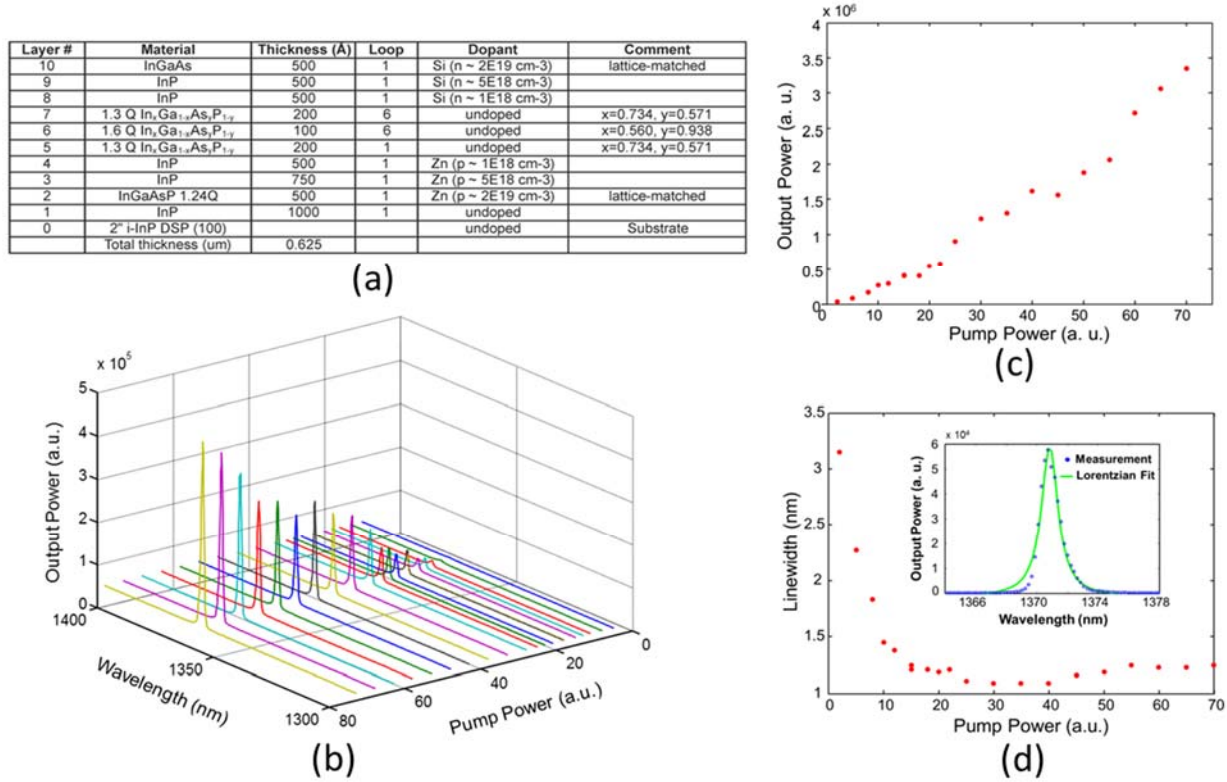 (a)
Layer # Material Thickness (Å) Loop Dopant Comment
10 InGaAs 500 1 Si (n ~ 2E19 cm-3) lattice-matched
9 InP 500 1 Si (n ~ 5E18 cm-3)
8 InP 500 1 Si (n ~ 1E18 cm-3)
7 1.3 Q InₓGa₁₋ₓAsᵧP₁₋ᵧ 200 6 undoped x=0.734, y=0.571
6 1.6 Q InₓGa₁₋ₓAsᵧP₁₋ᵧ 100 6 undoped x=0.560, y=0.938
5 1.3 Q InₓGa₁₋ₓAsᵧP₁₋ᵧ 200 1 undoped x=0.734, y=0.571
4 InP 500 1 Zn (p ~ 1E18 cm-3)
3 InP 750 1 Zn (p ~ 5E18 cm-3)
2 InGaAsP 1.24Q 500 1 Zn (p ~ 2E19 cm-3) lattice-matched
1 InP 1000 1 undoped
0 2" i-InP DSP (100) undoped Substrate
Total thickness (um) 0.625
x 10⁵
5
4
3
2
1
0
Output Power (a.u.)
1400
1350
1300
Wavelength (nm)
80
60
40
20
0
Pump Power (a.u.)
(b)
x 10⁶
4
3.5
3
2.5
2
1.5
1
0.5
0
Output Power (a. u.)
0 10 20 30 40 50 60 70
Pump Power (a. u.)
(c)
3.5
3
2.5
2
1.5
1
Linewidth (nm)
0 10 20 30 40 50 60 70
Pump Power (a.u.)
x 10⁴
6
5
4
3
2
1
0
Output Power (a. u.)
1366 1370 1374 1378
Wavelength (nm)
Measurement
Lorentzian Fit
(d)